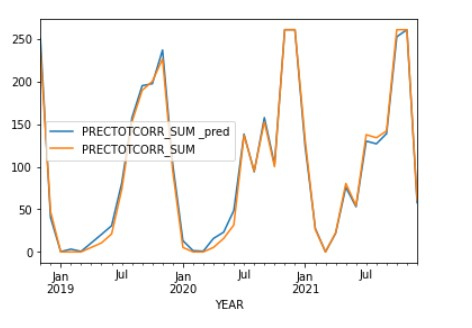 250
200
150
100
50
0
PRECTOTCORR_SUM _pred
PRECTOTCORR_SUM
Jan Jul Jan Jul Jan Jul
2019 2020 2021
YEAR